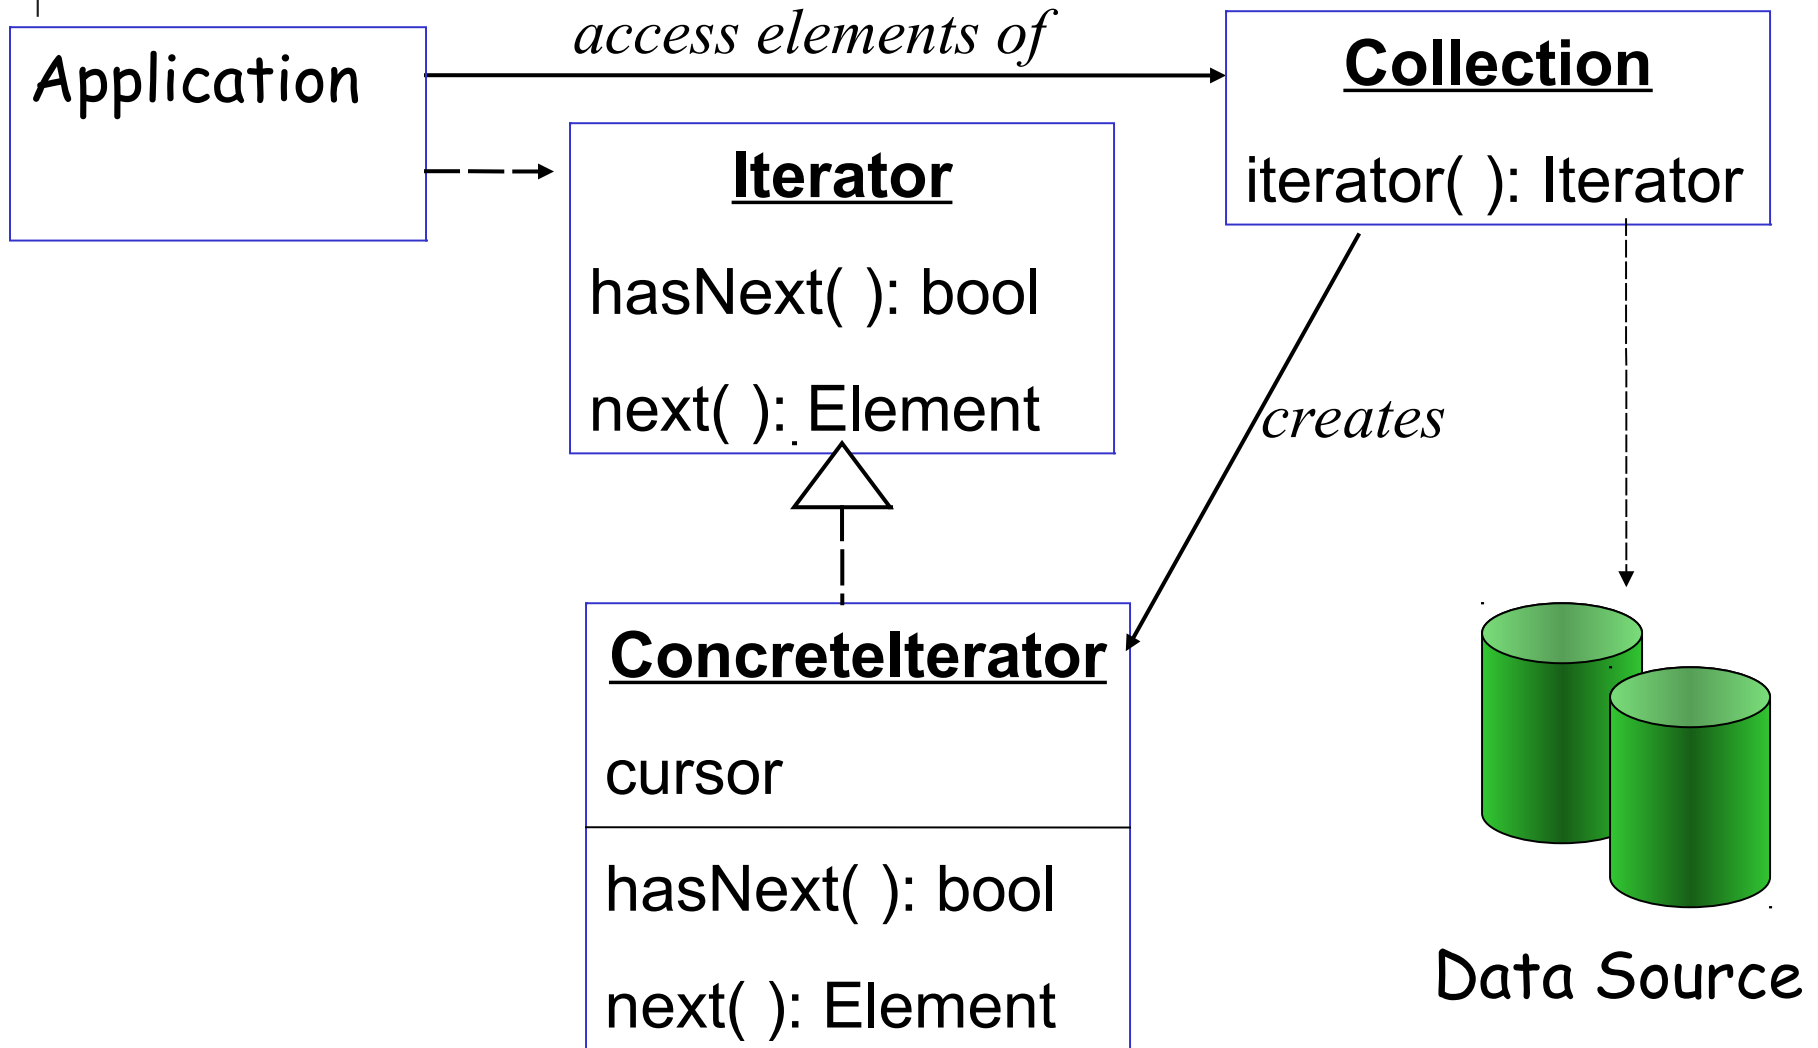 access elements of
Application
Collection
iterator( ): Iterator
Iterator
hasNext( ): bool
next( ): Element
creates
ConcreteIterator
cursor
hasNext( ): bool
next( ): Element
Data Source